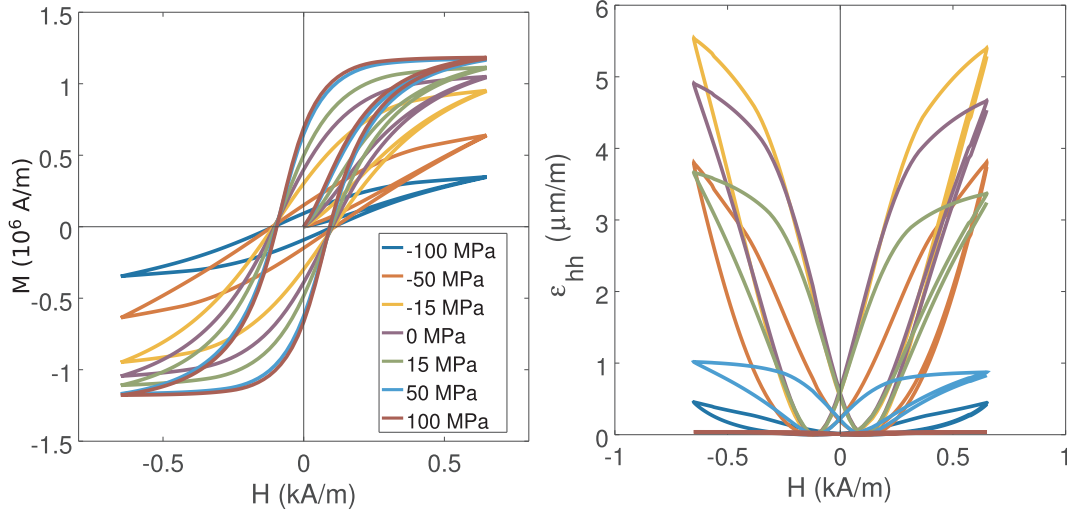 1.5
1
0.5
0
-0.5
-1
-1.5
M (10⁶ A/m)
-0.5 0 0.5
H (kA/m)
-100 MPa
-50 MPa
-15 MPa
0 MPa
15 MPa
50 MPa
100 MPa
6
5
4
3
2
1
0
εhh (μm/m)
-1 -0.5 0 0.5 1
H (kA/m)